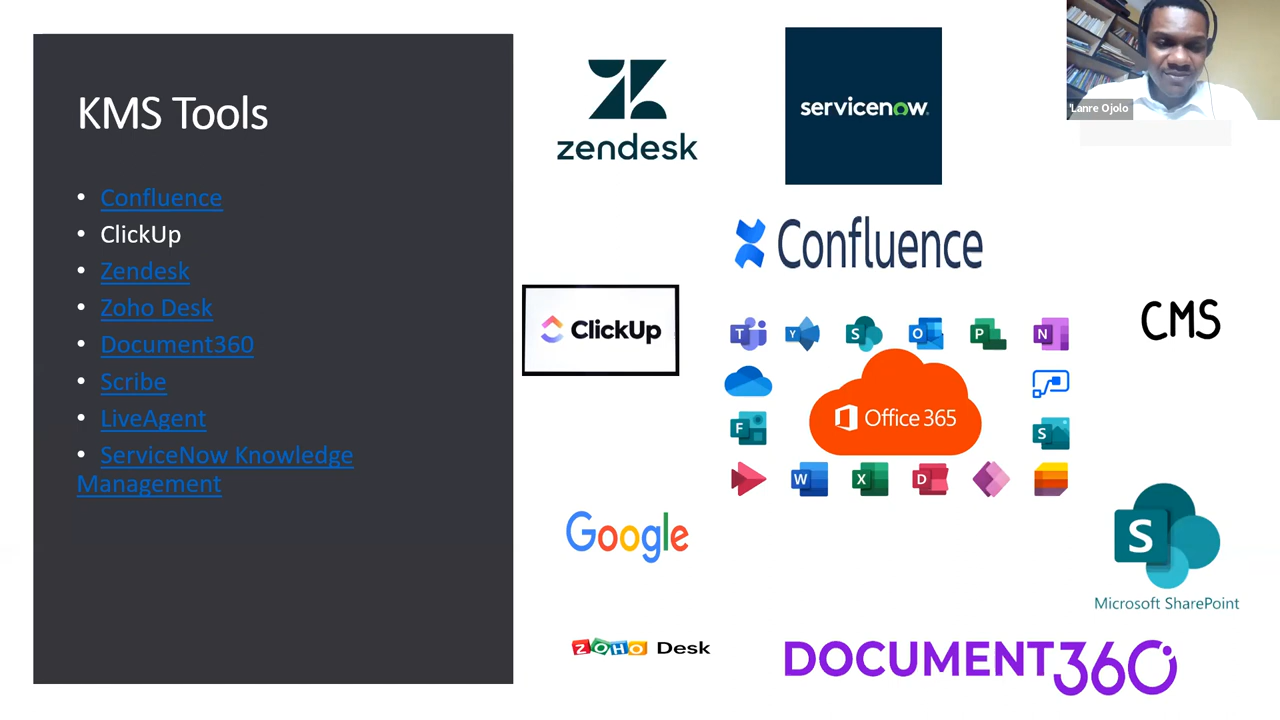 KMS Tools
• Confluence
• ClickUp
• Zendesk
• Zoho Desk
• Document360
• Scribe
• LiveAgent
• ServiceNow Knowledge
Management
zendesk
servicenow.
'Lanre Ojolo
Confluence
ClickUp
CMS
T
Y
S
O
P
N
Office 365
F
S
W
X
D
Google
S
Microsoft SharePoint
ZOHO Desk
DOCUMENT360